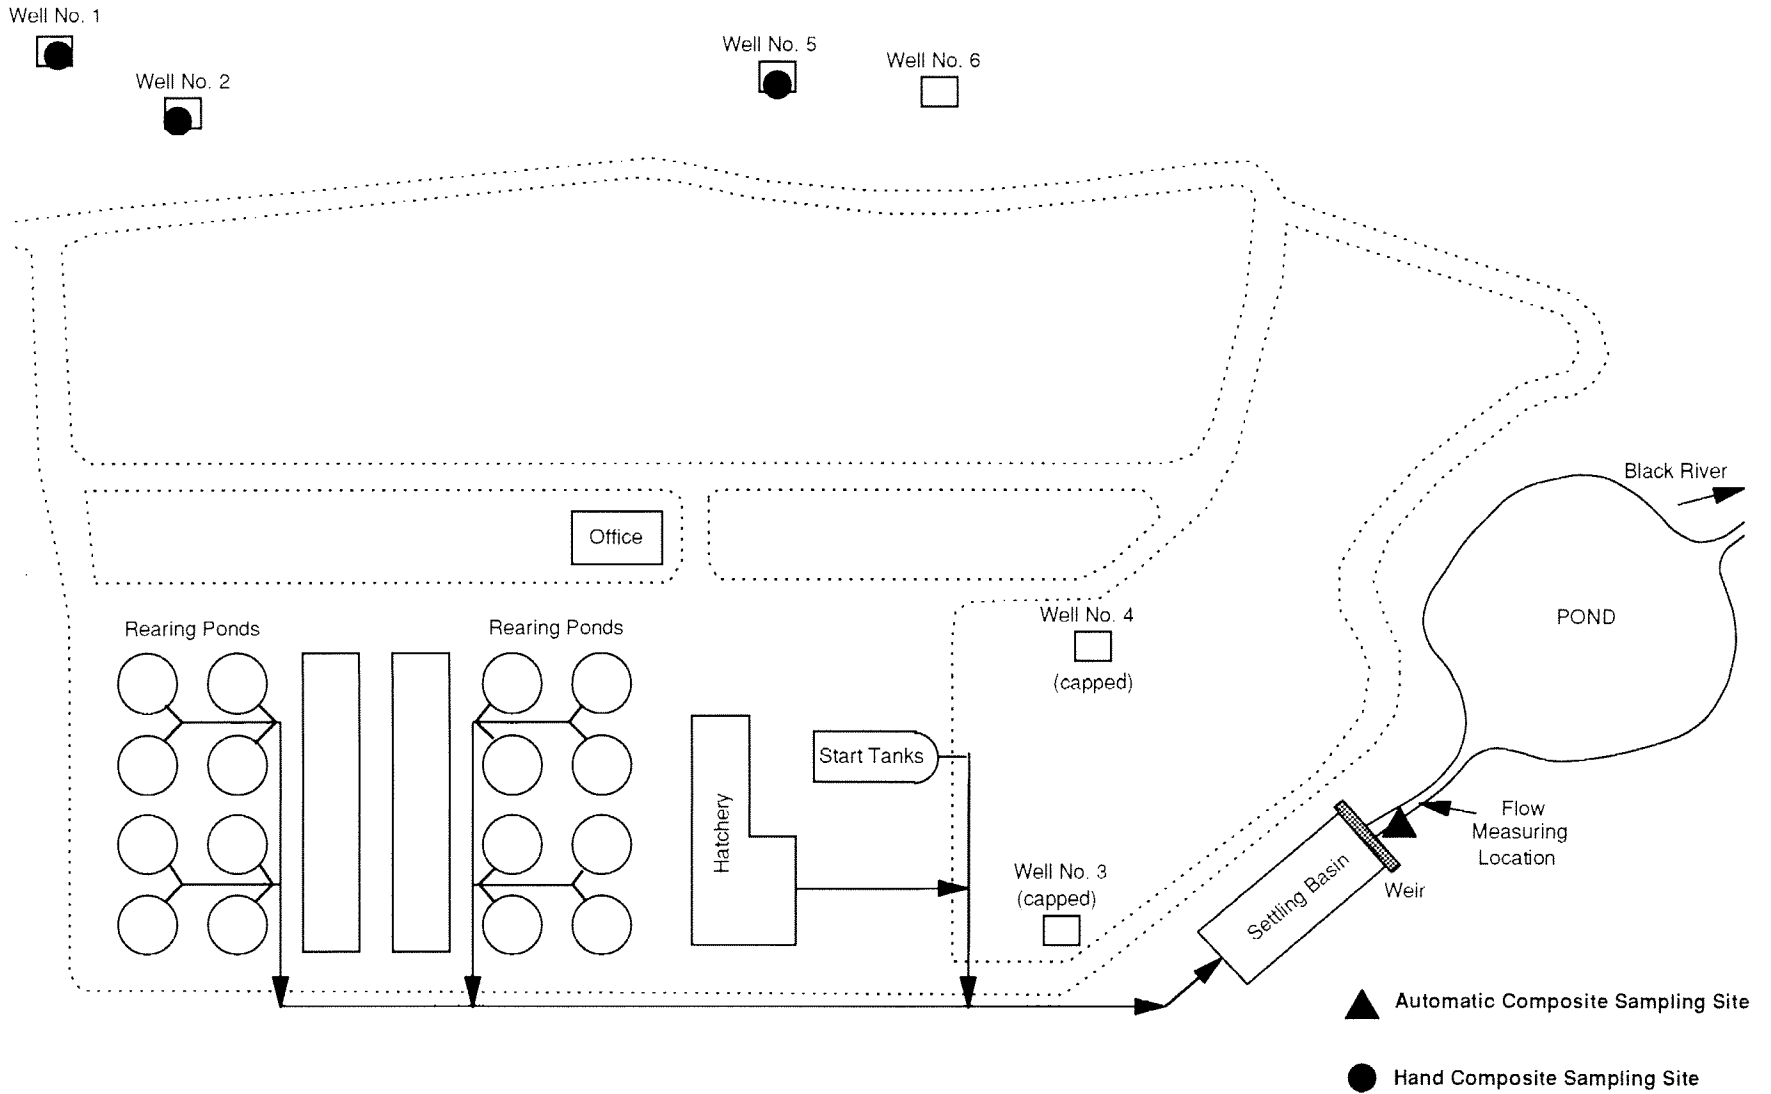 Well No. 1
Well No. 2
Well No. 5
Well No. 6
Black River
Office
POND
Well No. 4
(capped)
Rearing Ponds
Rearing Ponds
Start Tanks
Hatchery
Flow
Measuring
Location
Well No. 3
(capped)
Settling Basin
Weir
Automatic Composite Sampling Site
Hand Composite Sampling Site